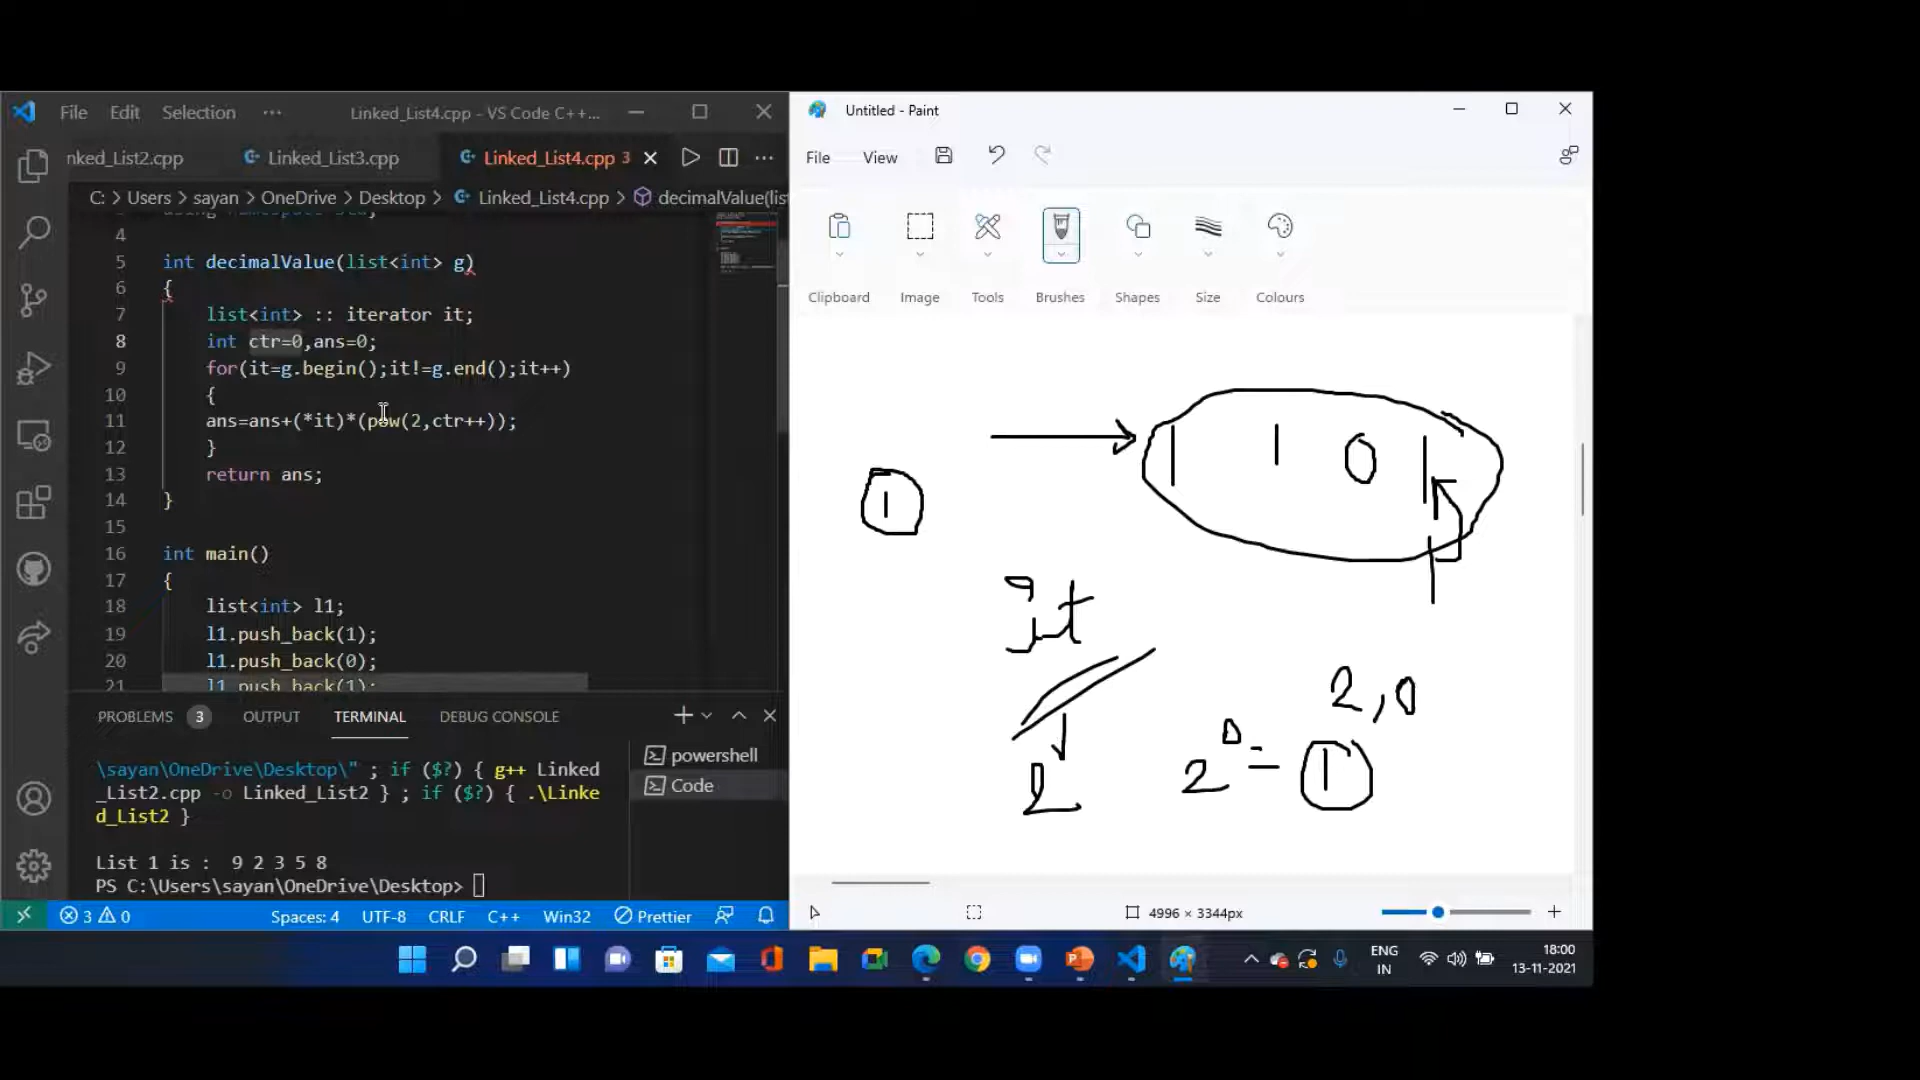 File Edit Selection ··· Linked_List4.cpp - VS Code C++...
nked_List2.cpp Linked_List3.cpp Linked_List4.cpp 3
C: > Users > sayan > OneDrive > Desktop > Linked_List4.cpp > decimalValue(lis
4
5 int decimalValue(list<int> g)
6 {
7 list<int> :: iterator it;
8 int ctr=0,ans=0;
9 for(it=g.begin();it!=g.end();it++)
10 {
11 ans=ans+(*it)*(pow(2,ctr++));
12 }
13 return ans;
14 }
15
16 int main()
17 {
18 list<int> l1;
19 l1.push_back(1);
20 l1.push_back(0);
21 l1.push_back(1);
PROBLEMS 3 OUTPUT TERMINAL DEBUG CONSOLE
\sayan\OneDrive\Desktop\" ; if ($?) { g++ Linked
_List2.cpp -o Linked_List2 } ; if ($?) { .\Linke
d_List2 }
List 1 is : 9 2 3 5 8
PS C:\Users\sayan\OneDrive\Desktop>
powershell
Code
3 0 Spaces: 4 UTF-8 CRLF C++ Win32 Prettier
Untitled - Paint
File View
Clipboard Image Tools Brushes Shapes Size Colours
1 1 0 1
1
it
2,0
2⁰ = 1
2
4996 × 3344px
ENG
IN
18:00
13-11-2021